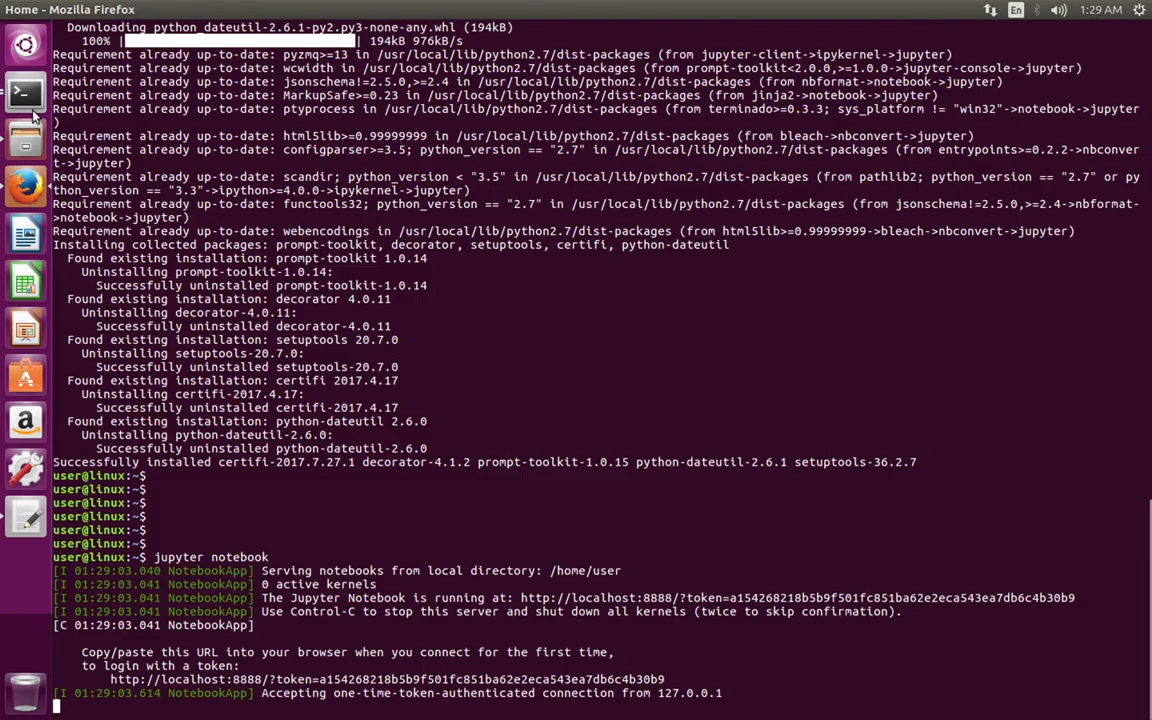 Home - Mozilla Firefox
En
1:29 AM
Downloading python_dateutil-2.6.1-py2.py3-none-any.whl (194kB)
100% | | 194kB 976kB/s
Requirement already up-to-date: pyzmq>=13 in /usr/local/lib/python2.7/dist-packages (from jupyter-client->ipykernel->jupyter)
Requirement already up-to-date: wcwidth in /usr/local/lib/python2.7/dist-packages (from prompt-toolkit<2.0.0,>=1.0.0->jupyter-console->jupyter)
Requirement already up-to-date: jsonschema!=2.5.0,>=2.4 in /usr/local/lib/python2.7/dist-packages (from nbformat->notebook->jupyter)
Requirement already up-to-date: MarkupSafe>=0.23 in /usr/local/lib/python2.7/dist-packages (from jinja2->notebook->jupyter)
Requirement already up-to-date: ptyprocess in /usr/local/lib/python2.7/dist-packages (from terminado>=0.3.3; sys_platform != "win32"->notebook->jupyter
)
Requirement already up-to-date: html5lib>=0.99999999 in /usr/local/lib/python2.7/dist-packages (from bleach->nbconvert->jupyter)
Requirement already up-to-date: configparser>=3.5; python_version == "2.7" in /usr/local/lib/python2.7/dist-packages (from entrypoints>=0.2.2->nbconver
t->jupyter)
Requirement already up-to-date: scandir; python_version < "3.5" in /usr/local/lib/python2.7/dist-packages (from pathlib2; python_version == "2.7" or py
thon_version == "3.3"->ipython>=4.0.0->ipykernel->jupyter)
Requirement already up-to-date: functools32; python_version == "2.7" in /usr/local/lib/python2.7/dist-packages (from jsonschema!=2.5.0,>=2.4->nbformat-
>notebook->jupyter)
Requirement already up-to-date: webencodings in /usr/local/lib/python2.7/dist-packages (from html5lib>=0.99999999->bleach->nbconvert->jupyter)
Installing collected packages: prompt-toolkit, decorator, setuptools, certifi, python-dateutil
Found existing installation: prompt-toolkit 1.0.14
Uninstalling prompt-toolkit-1.0.14:
Successfully uninstalled prompt-toolkit-1.0.14
Found existing installation: decorator 4.0.11
Uninstalling decorator-4.0.11:
Successfully uninstalled decorator-4.0.11
Found existing installation: setuptools 20.7.0
Uninstalling setuptools-20.7.0:
Successfully uninstalled setuptools-20.7.0
Found existing installation: certifi 2017.4.17
Uninstalling certifi-2017.4.17:
Successfully uninstalled certifi-2017.4.17
Found existing installation: python-dateutil 2.6.0
Uninstalling python-dateutil-2.6.0:
Successfully uninstalled python-dateutil-2.6.0
Successfully installed certifi-2017.7.27.1 decorator-4.1.2 prompt-toolkit-1.0.15 python-dateutil-2.6.1 setuptools-36.2.7
user@linux:~$
user@linux:~$
user@linux:~$
user@linux:~$
user@linux:~$
user@linux:~$
user@linux:~$ jupyter notebook
[I 01:29:03.040 NotebookApp] Serving notebooks from local directory: /home/user
[I 01:29:03.041 NotebookApp] 0 active kernels
[I 01:29:03.041 NotebookApp] The Jupyter Notebook is running at: http://localhost:8888/?token=a154268218b5b9f501fc851ba62e2eca543ea7db6c4b30b9
[I 01:29:03.041 NotebookApp] Use Control-C to stop this server and shut down all kernels (twice to skip confirmation).
[C 01:29:03.041 NotebookApp]
Copy/paste this URL into your browser when you connect for the first time,
to login with a token:
http://localhost:8888/?token=a154268218b5b9f501fc851ba62e2eca543ea7db6c4b30b9
[I 01:29:03.614 NotebookApp] Accepting one-time-token-authenticated connection from 127.0.0.1